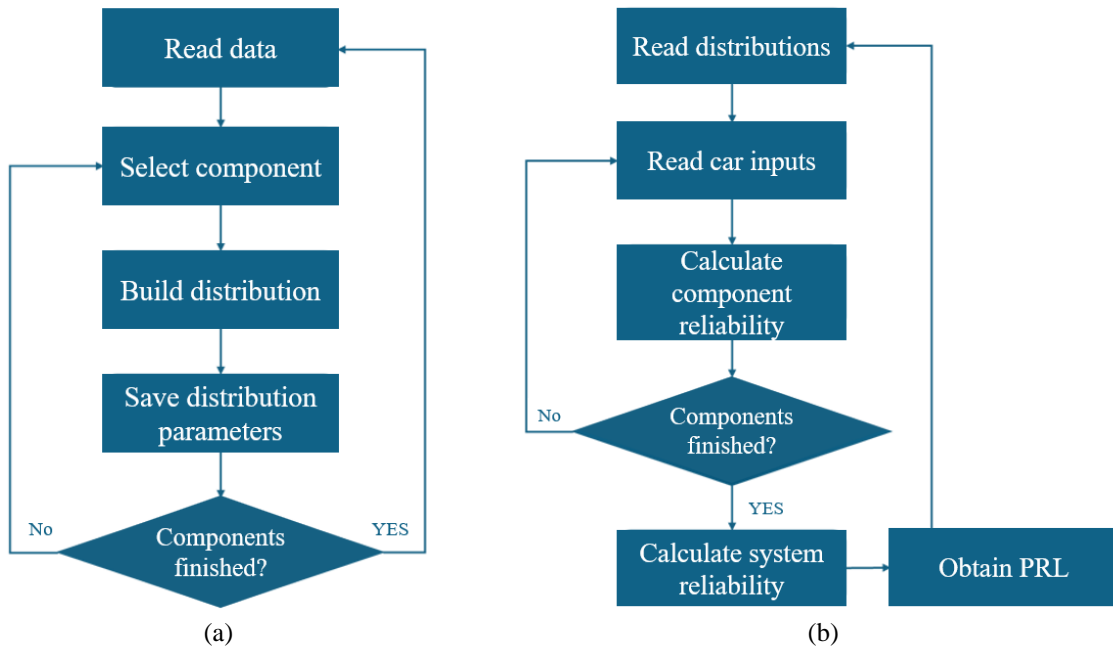 Read data
Select component
Build distribution
Save distribution
parameters
Components
finished?
No
YES
(a)
Read distributions
Read car inputs
Calculate
component
reliability
Components
finished?
No
YES
Calculate system
reliability
Obtain PRL
(b)